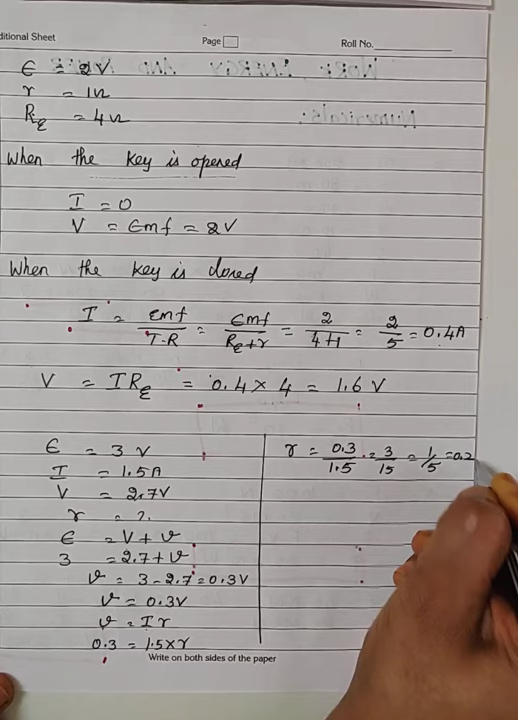 ditional Sheet
Page
Roll No.
ϵ = 2V
r = 1Ω
R_ε = 4Ω
When the key is opened
I = 0
V = Emf = 2V
When the key is closed
I = Emf/T.R = Emf/R_ε+r = 2/4+1 = 2/5 = 0.4A
V = IR_ε = 0.4 × 4 = 1.6 V
ϵ = 3 V
I = 1.5A
V = 2.7V
r = ?.
ϵ = V + v
3 = 2.7 + v
v = 3 - 2.7 = 0.3V
v = 0.3V
v = Ir
0.3 = 1.5×r
r = 0.3/1.5 = 3/15 = 1/5 = 0.2
Write on both sides of the paper